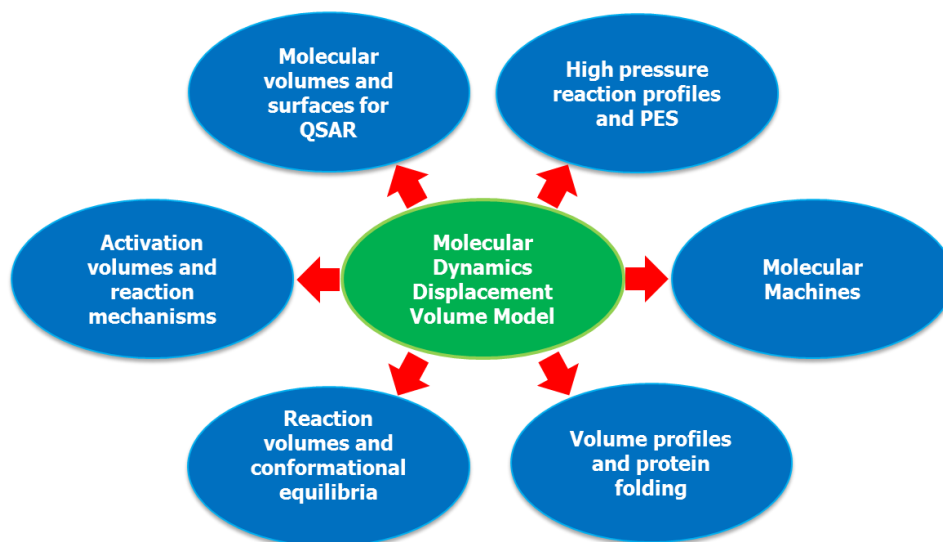 Molecular
volumes and
surfaces for
QSAR
High pressure
reaction profiles
and PES
Activation
volumes and
reaction
mechanisms
Molecular
Dynamics
Displacement
Volume Model
Molecular
Machines
Reaction
volumes and
conformational
equilibria
Volume profiles
and protein
folding